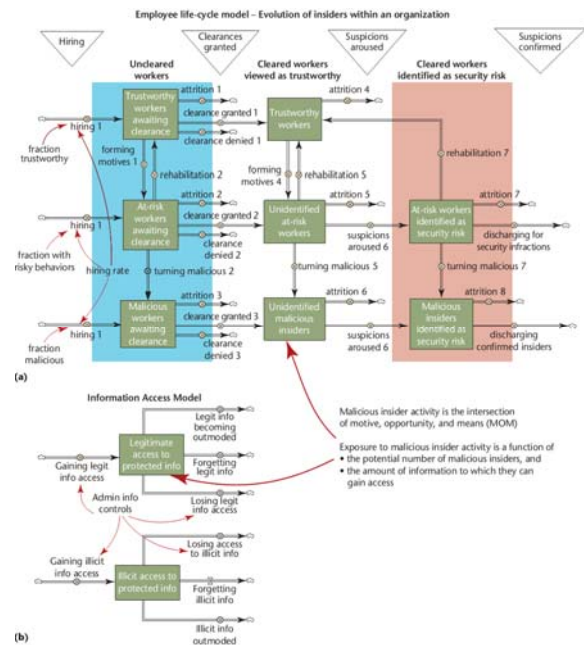 Employee life-cycle model – Evolution of insiders within an organization
Hiring
Clearances
granted
Suspicions
aroused
Suspicions
confirmed
Uncleared
workers
Cleared workers
viewed as trustworthy
Cleared workers
identified as security risk
Trustworthy
workers
awaiting
clearance
attrition 1
clearance granted 1
clearance denied 1
Trustworthy
workers
attrition 4
hiring 1
fraction
trustworthy
forming
motives 1
rehabilitation 2
forming
motives 4
rehabilitation 5
rehabilitation 7
At-risk
workers
awaiting
clearance
attrition 2
clearance granted 2
clearance
denied 2
Unidentified
at-risk
workers
attrition 5
suspicions
aroused 6
At-risk workers
identified as
security risk
attrition 7
discharging for
security infractions
hiring 1
fraction with
risky behaviors
hiring rate
turning malicious 2
turning malicious 5
turning malicious 7
Malicious
workers
awaiting
clearance
attrition 3
clearance granted 3
clearance
denied 3
Unidentified
malicious
insiders
attrition 6
suspicions
aroused 6
Malicious
insiders
identified as
security risk
attrition 8
discharging
confirmed insiders
hiring 1
fraction
malicious
(a)
Information Access Model
Legit info
becoming
outmoded
Legitimate
access to
protected info
Forgetting
legit info
Gaining legit
info access
Losing legit
info access
Admin info
controls
Losing access
to illicit info
Gaining illicit
info access
Illicit access to
protected info
Forgetting
illicit info
Illicit info
outmoded
(b)
Malicious insider activity is the intersection
of motive, opportunity, and means (MOM)
Exposure to malicious insider activity is a function of
• the potential number of malicious insiders, and
• the amount of information to which they can
gain access